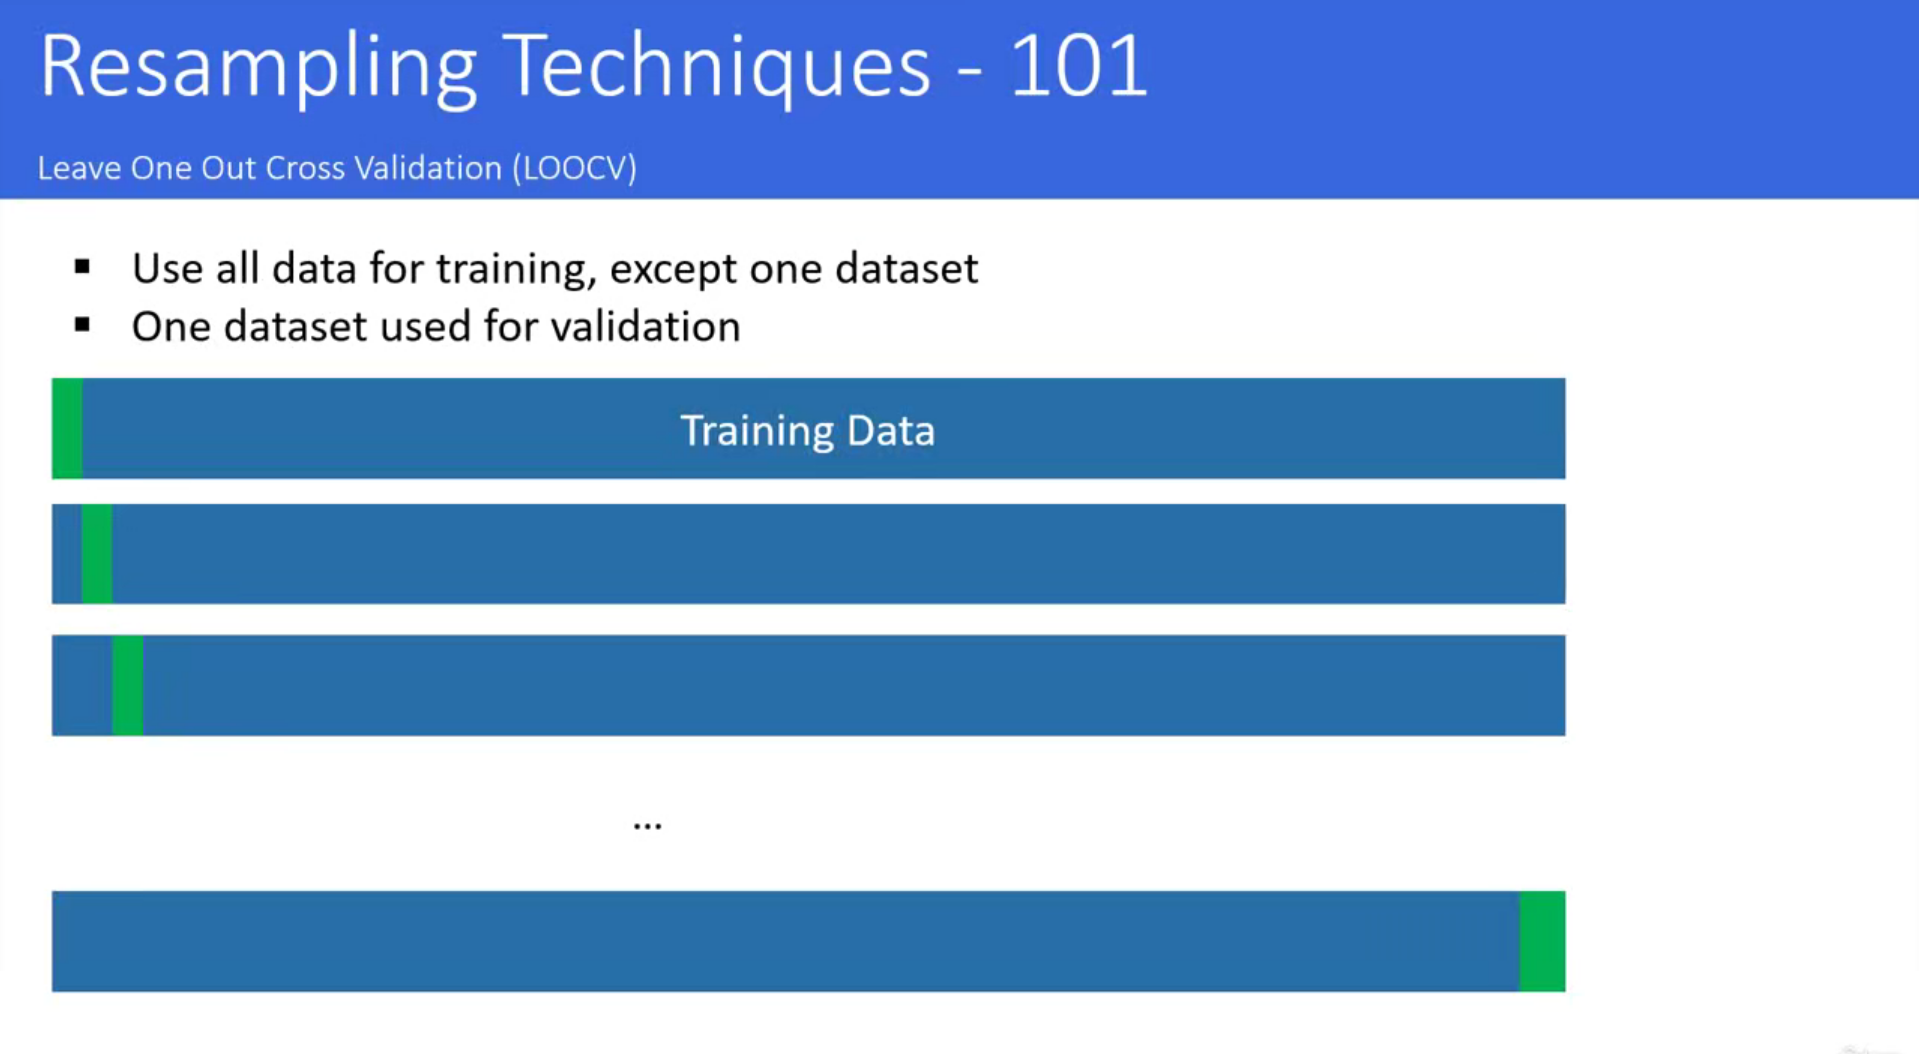 Resampling Techniques - 101
Leave One Out Cross Validation (LOOCV)
▪ Use all data for training, except one dataset
▪ One dataset used for validation
Training Data
...